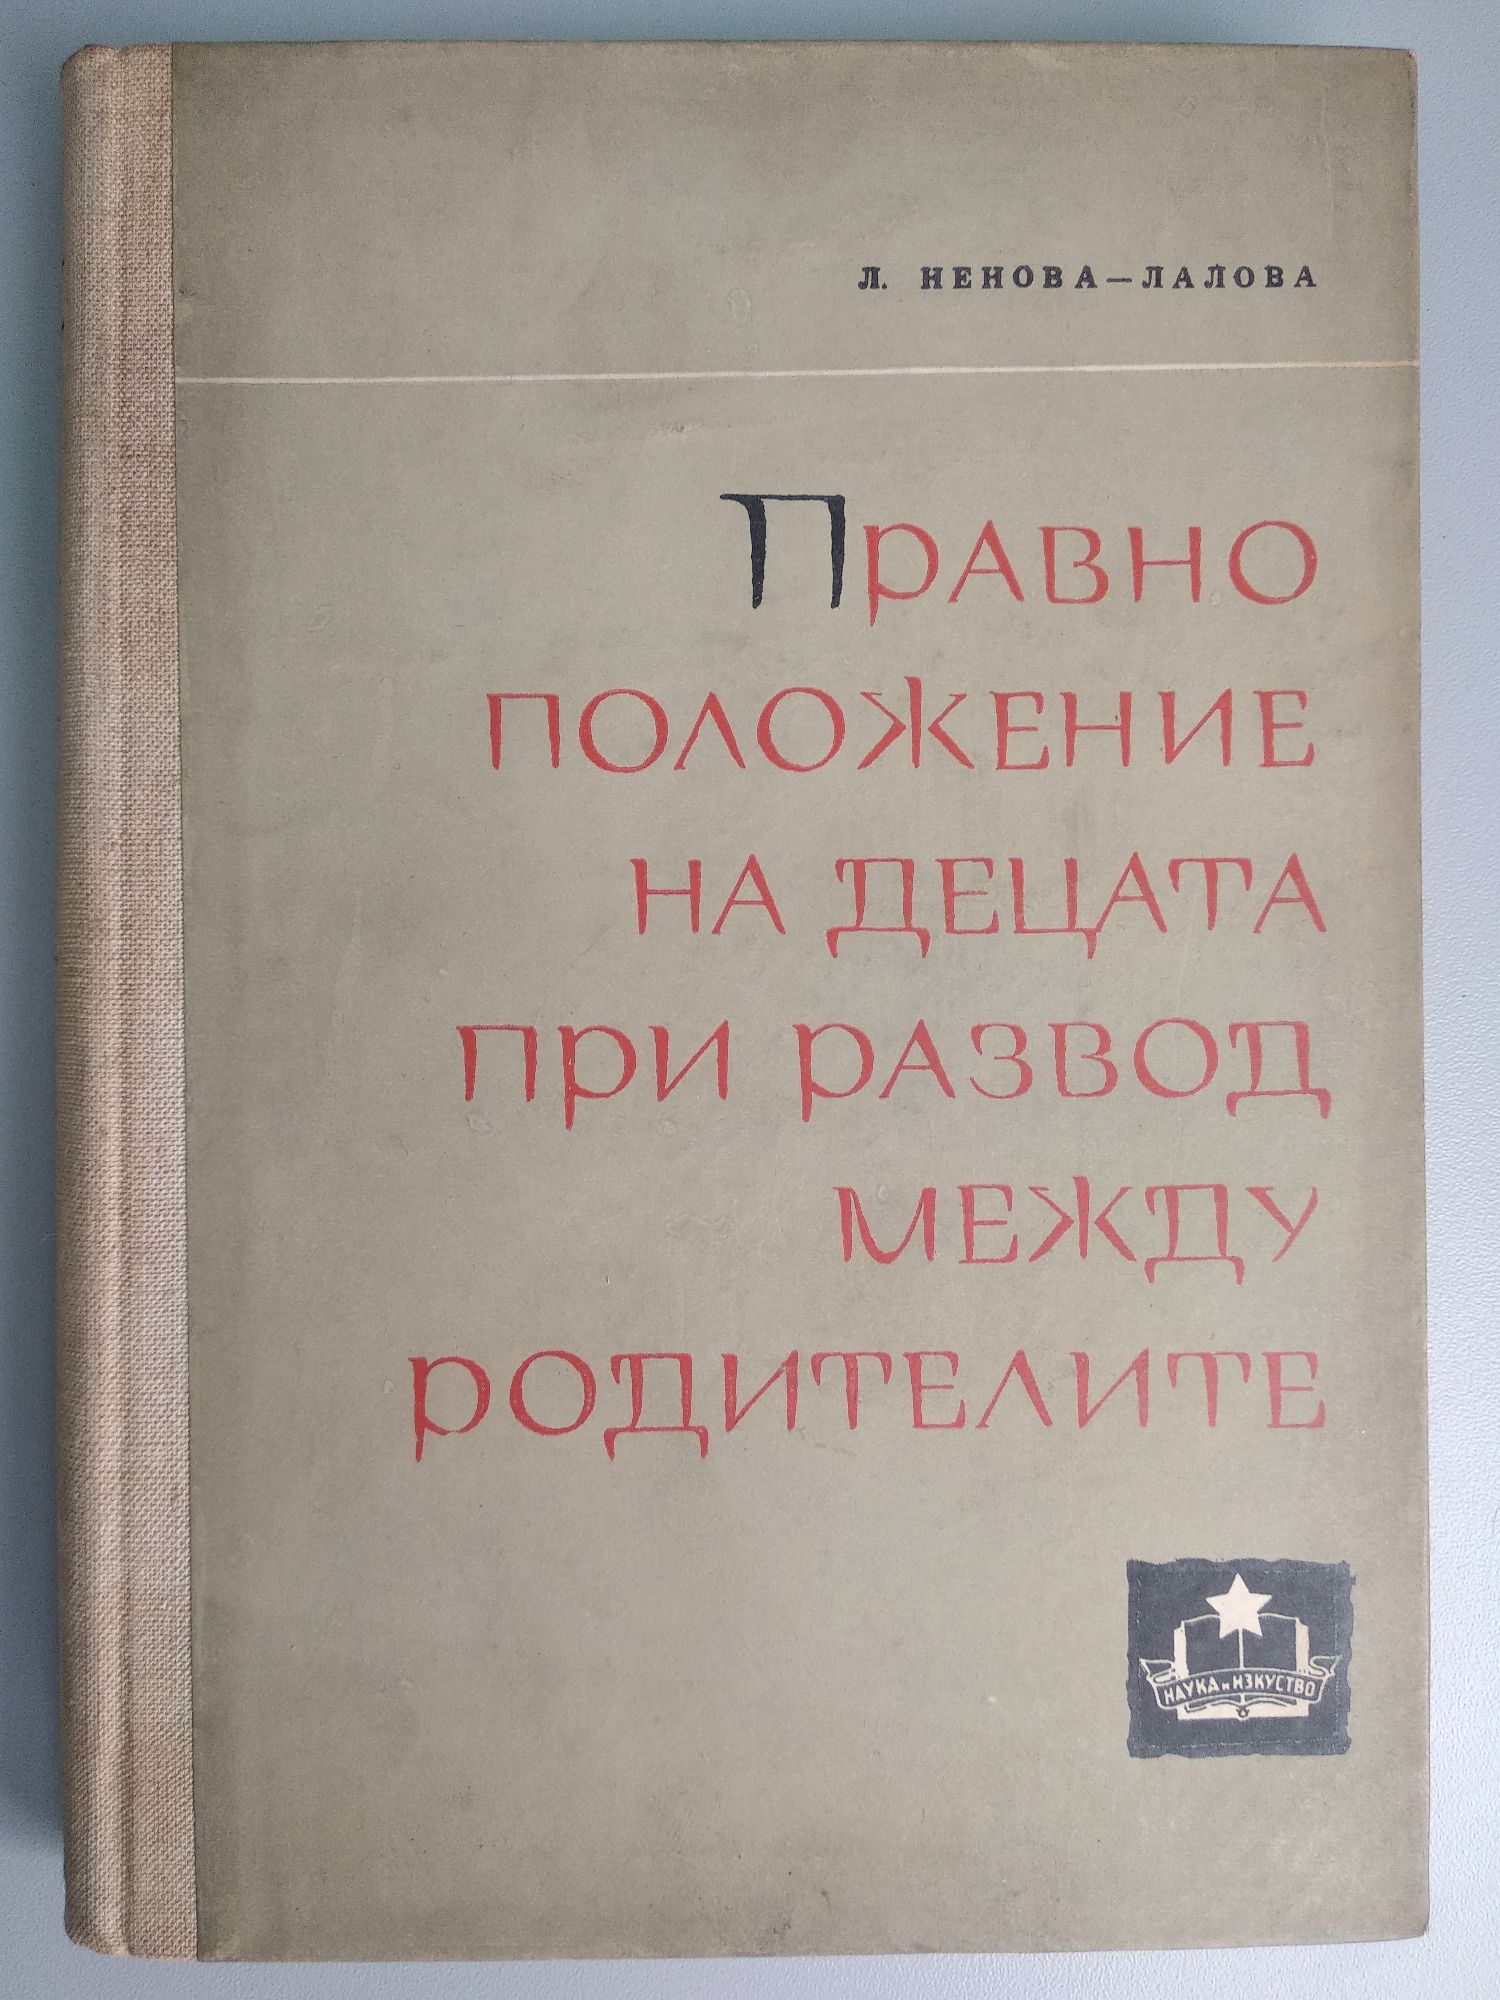 Л. НЕНОВА—ЛАЛОВА
ПРАВНО
ПОЛОЖЕНИЕ
НА ДЕЦАТА
ПРИ РАЗВОД
МЕЖДУ
РОДИТЕЛИТЕ
НАУКА и ИЗКУСТВО